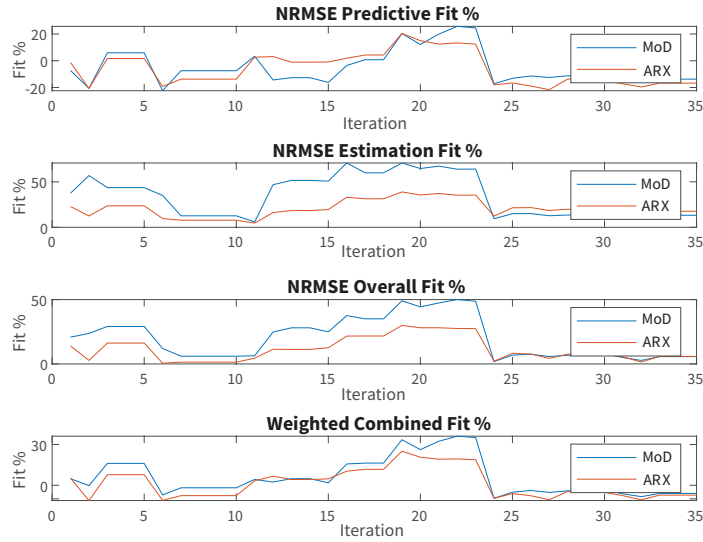 NRMSE Predictive Fit %
Fit %
20
0
-20
MoD
ARX
0 5 10 15 20 25 30 35
Iteration
NRMSE Estimation Fit %
Fit %
50
0
MoD
ARX
0 5 10 15 20 25 30 35
Iteration
NRMSE Overall Fit %
Fit %
50
0
MoD
ARX
0 5 10 15 20 25 30 35
Iteration
Weighted Combined Fit %
Fit %
30
0
MoD
ARX
0 5 10 15 20 25 30 35
Iteration